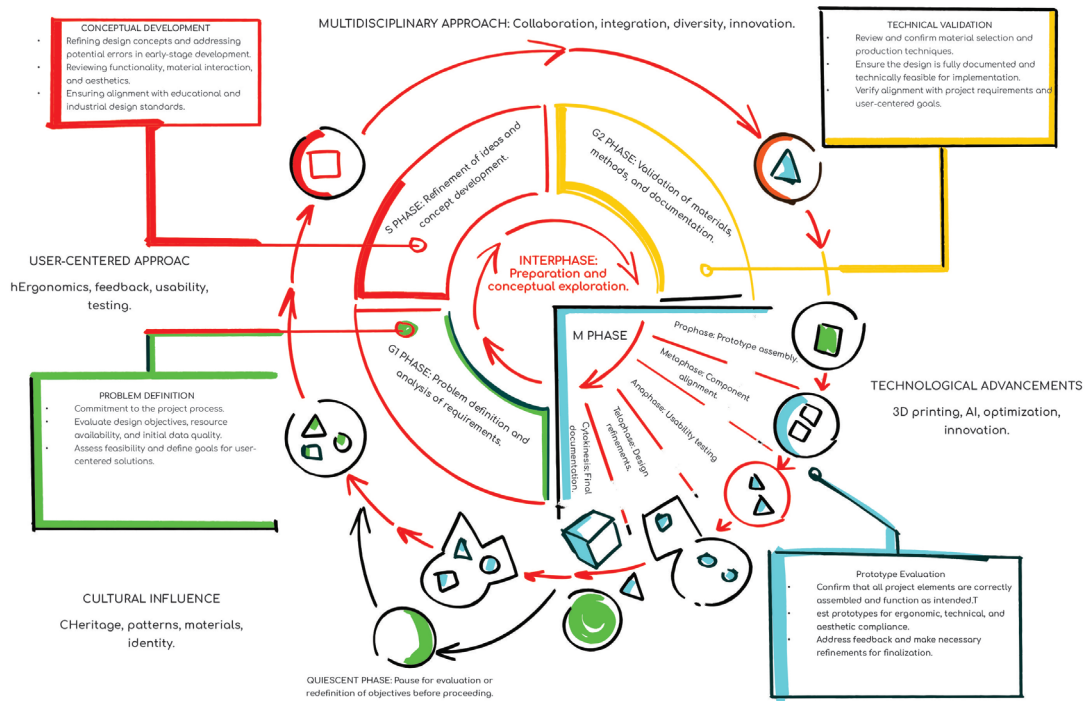 MULTIDISCIPLINARY APPROACH: Collaboration, integration, diversity, innovation.
CONCEPTUAL DEVELOPMENT
• Refining design concepts and addressing
potential errors in early-stage development.
• Reviewing functionality, material interaction,
and aesthetics.
• Ensuring alignment with educational and
industrial design standards.
TECHNICAL VALIDATION
• Review and confirm material selection and
production techniques.
• Ensure the design is fully documented and
technically feasible for implementation.
• Verify alignment with project requirements and
user-centered goals.
S PHASE: Refinement of ideas and
concept development.
G2 PHASE: Validation of materials,
methods, and documentation.
USER-CENTERED APPROAC
hErgonomics, feedback, usability,
testing.
INTERPHASE:
Preparation and
conceptual exploration.
M PHASE
Prophase: Prototype assembly.
Metaphase: Component
alignment.
Anaphase: Usability testing
Telophase: Design
refinements.
Cytokinesis: Final
documentation.
G1 PHASE: Problem definition and
analysis of requirements.
TECHNOLOGICAL ADVANCEMENTS
3D printing, AI, optimization,
innovation.
PROBLEM DEFINITION
• Commitment to the project process.
• Evaluate design objectives, resource
availability, and initial data quality.
• Assess feasibility and define goals for user-
centered solutions.
Prototype Evaluation
• Confirm that all project elements are correctly
assembled and function as intended.T
• est prototypes for ergonomic, technical, and
aesthetic compliance.
• Address feedback and make necessary
refinements for finalization.
CULTURAL INFLUENCE
CHeritage, patterns, materials,
identity.
QUIESCENT PHASE: Pause for evaluation or
redefinition of objectives before proceeding.